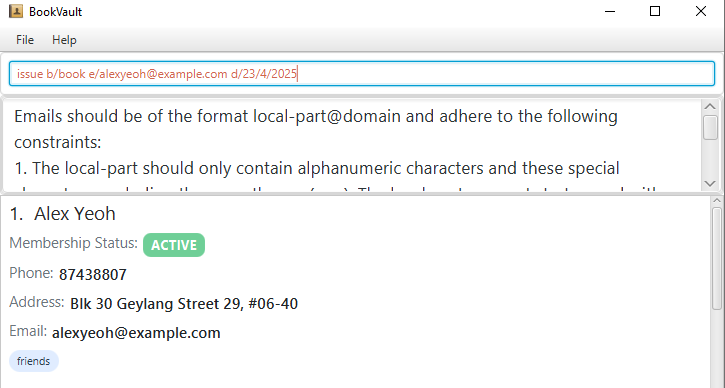 BookVault
File Help
issue b/book e/alexyeoh@example.com d/23/4/2025
Emails should be of the format local-part@domain and adhere to the following
constraints:
1. The local-part should only contain alphanumeric characters and these special
1. Alex Yeoh
Membership Status: ACTIVE
Phone: 87438807
Address: Blk 30 Geylang Street 29, #06-40
Email: alexyeoh@example.com
friends